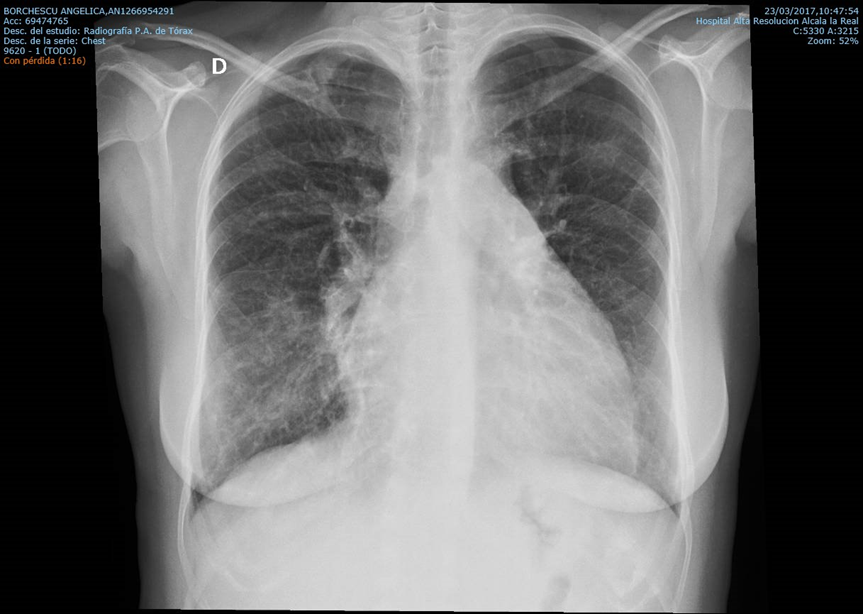 BORCHESCU ANGELICA,AN1266954291
Acc: 69474765
Desc. del estudio: Radiografía P.A. de Tórax
Desc. de la serie: Chest
9620 - 1 (TODO)
Con pérdida (1:16)
23/03/2017,10:47:54
Hospital Alta Resolucion Alcala la Real
C:5330 A:3215
Zoom: 52%
D